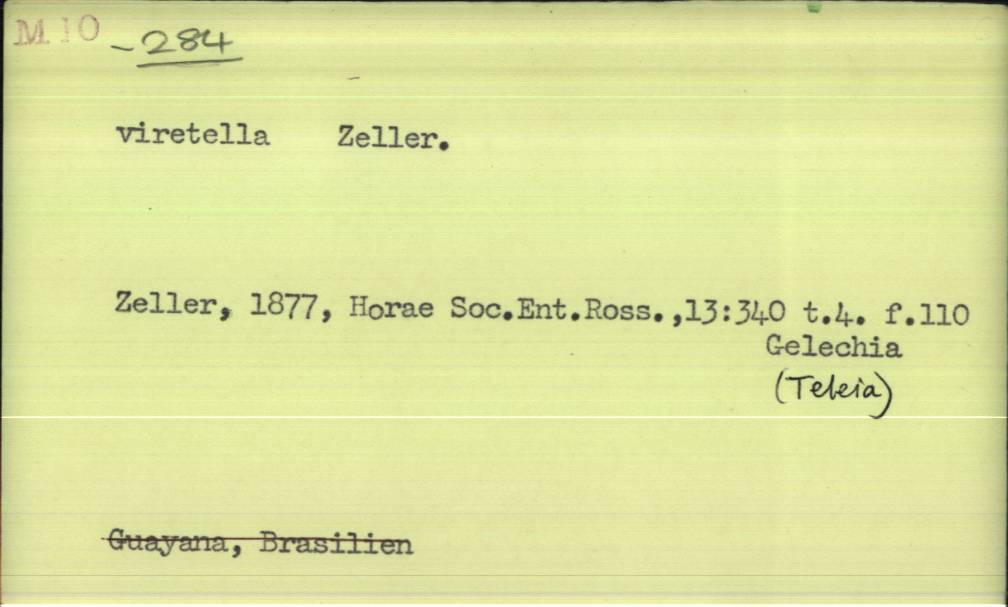 M 10 -284
viretella Zeller.
Zeller, 1877, Horae Soc.Ent.Ross.,13:340 t.4. f.110
Gelechia
(Teleia)
Guayana, Brasilien